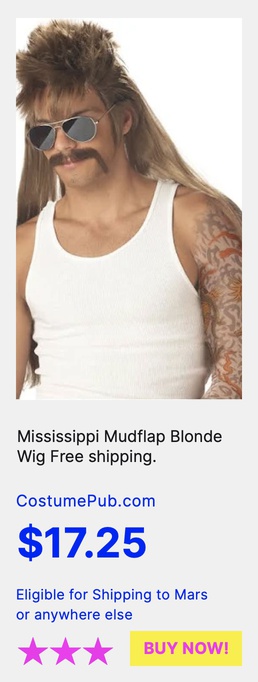 Mississippi Mudflap Blonde
Wig Free shipping.
CostumePub.com
$17.25
Eligible for Shipping to Mars
or anywhere else
BUY NOW!